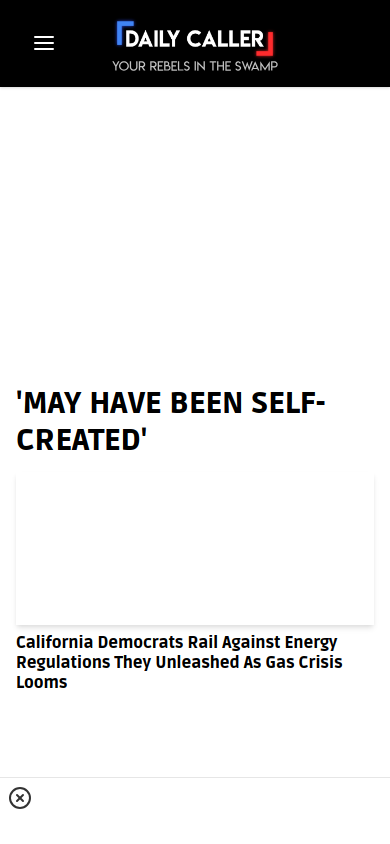 DAILY CALLER
YOUR REBELS IN THE SWAMP
'MAY HAVE BEEN SELF-
CREATED'
California Democrats Rail Against Energy
Regulations They Unleashed As Gas Crisis
Looms